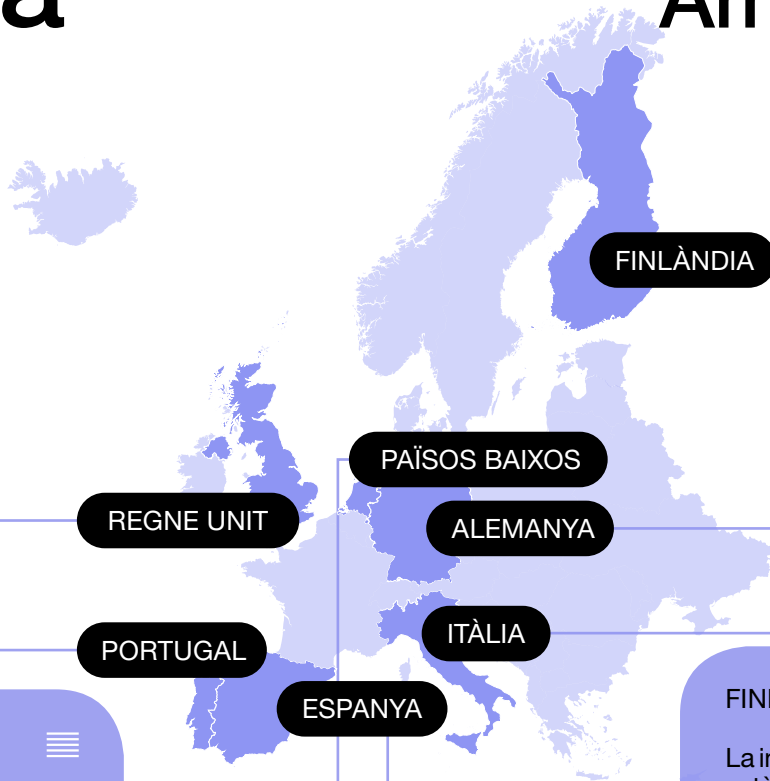 FINLÀNDIA
PAÏSOS BAIXOS
REGNE UNIT
ALEMANYA
ITÀLIA
PORTUGAL
ESPANYA